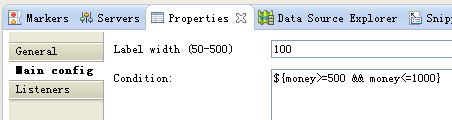 Markers Servers Properties Data Source Explorer Snip
General
Main config
Listeners
Label width (50-500) 100
Condition: ${money>=500 && money<=1000}